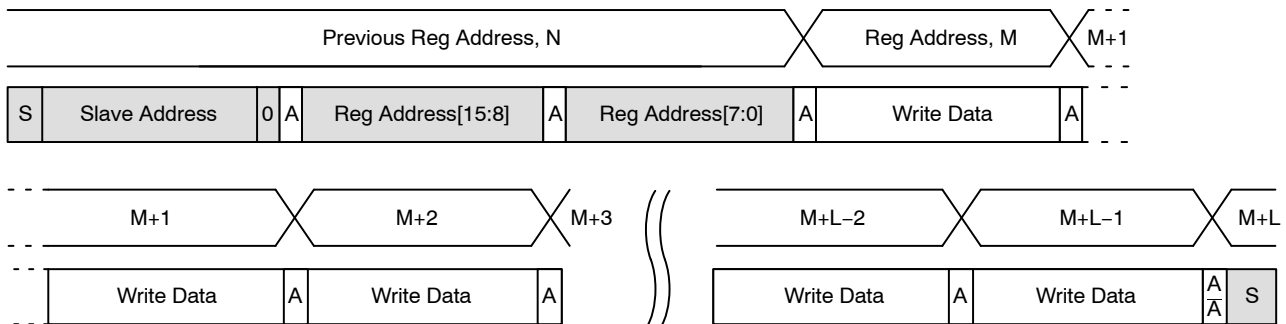 Previous Reg Address, N Reg Address, M M+1
S Slave Address 0 A Reg Address[15:8] A Reg Address[7:0] A Write Data A
M+1 M+2 M+3 M+L−2 M+L−1 M+L
Write Data A Write Data A Write Data A Write Data A/A̅ S